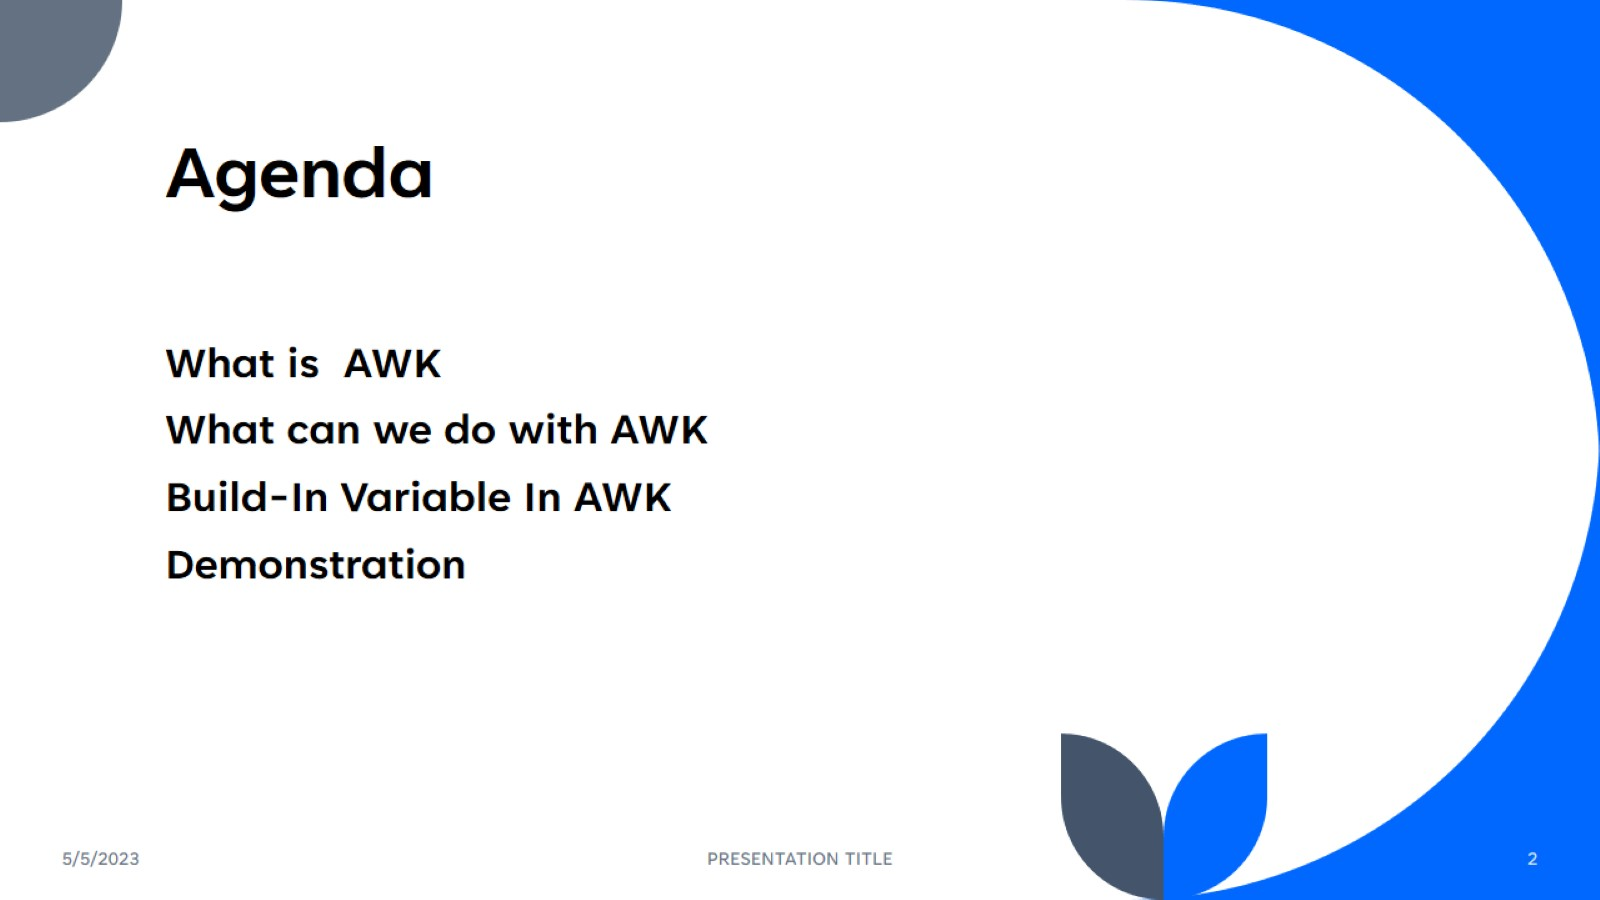 Agenda
What is  AWK
What can we do with AWK
Build-In Variable In AWK
Demonstration
5/5/2023
PRESENTATION TITLE
2